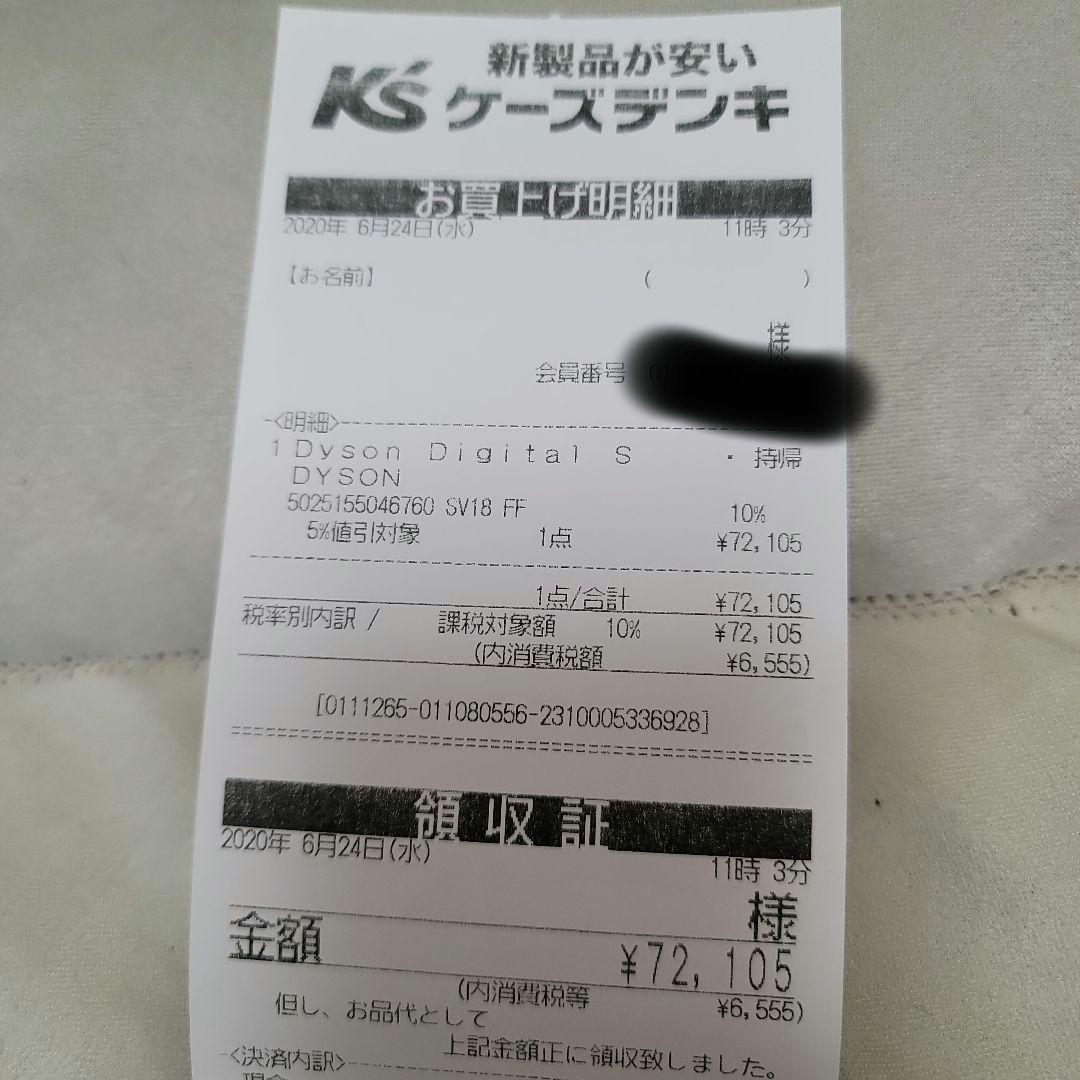 新製品が安い
K's ケーズデンキ
お買上げ明細
2020年 6月24日(水) 11時 3分
【お名前】 ( )
様
会員番号 01
<明細>
1 Dyson Digital S ・ 持帰
DYSON
5025155046760 SV18 FF 10%
5%値引対象 1点 ¥72,105
1点/合計 ¥72,105
税率別内訳 / 課税対象額 10% ¥72,105
(内消費税額 ¥6,555)
[0111265-011080556-2310005336928]
領収証
2020年 6月24日(水) 11時 3分
様
金額 ¥72,105
(内消費税等 ¥6,555)
但し、お品代として
上記金額正に領収致しました。
<決済内訳>